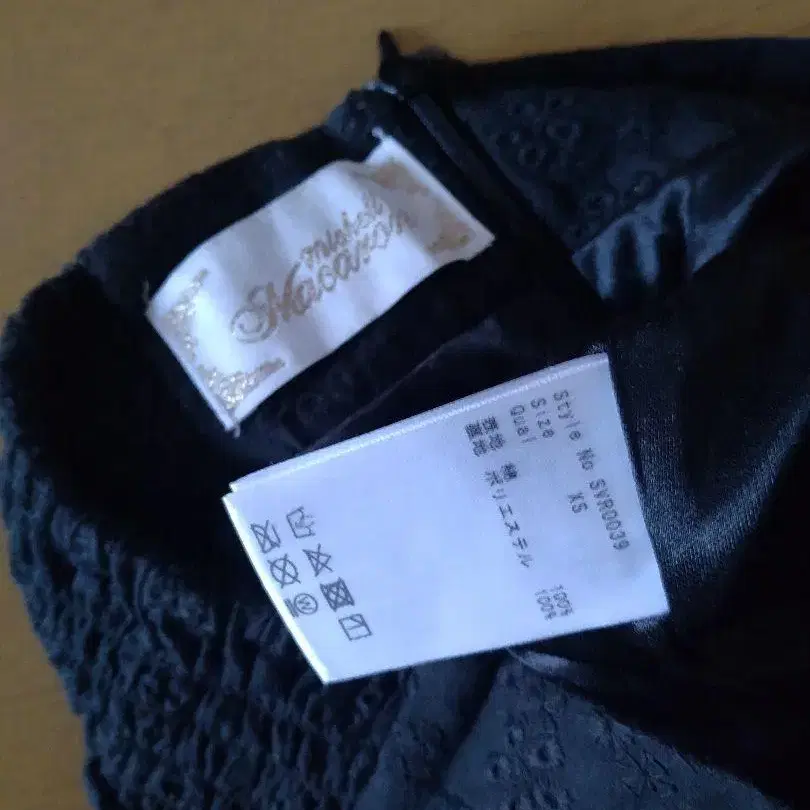 mishell
Macaron
Style No SVR0039
Size XS
Qual
表地 綿 100%
裏地 ポリエステル 100%